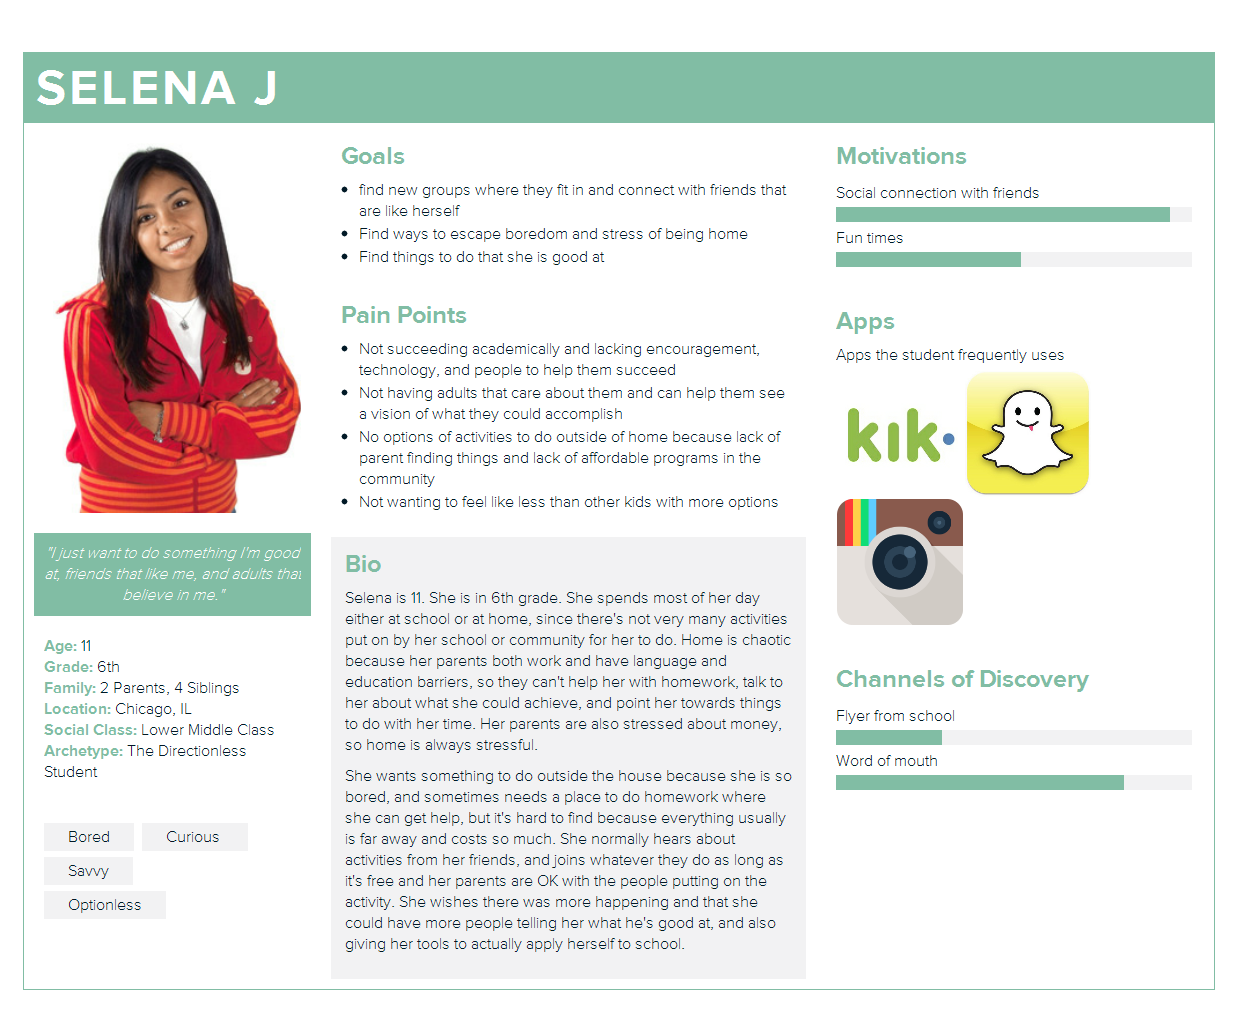 SELENA J
"I just want to do something I'm good
at, friends that like me, and adults that
believe in me."
Age: 11
Grade: 6th
Family: 2 Parents, 4 Siblings
Location: Chicago, IL
Social Class: Lower Middle Class
Archetype: The Directionless
Student
Bored
Curious
Savvy
Optionless
Goals
• find new groups where they fit in and connect with friends that
are like herself
• Find ways to escape boredom and stress of being home
• Find things to do that she is good at
Pain Points
• Not succeeding academically and lacking encouragement,
technology, and people to help them succeed
• Not having adults that care about them and can help them see
a vision of what they could accomplish
• No options of activities to do outside of home because lack of
parent finding things and lack of affordable programs in the
community
• Not wanting to feel like less than other kids with more options
Bio
Selena is 11. She is in 6th grade. She spends most of her day
either at school or at home, since there's not very many activities
put on by her school or community for her to do. Home is chaotic
because her parents both work and have language and
education barriers, so they can't help her with homework, talk to
her about what she could achieve, and point her towards things
to do with her time. Her parents are also stressed about money,
so home is always stressful.
She wants something to do outside the house because she is so
bored, and sometimes needs a place to do homework where
she can get help, but it's hard to find because everything usually
is far away and costs so much. She normally hears about
activities from her friends, and joins whatever they do as long as
it's free and her parents are OK with the people putting on the
activity. She wishes there was more happening and that she
could have more people telling her what he's good at, and also
giving her tools to actually apply herself to school.
Motivations
Social connection with friends
Fun times
Apps
Apps the student frequently uses
kik
Channels of Discovery
Flyer from school
Word of mouth